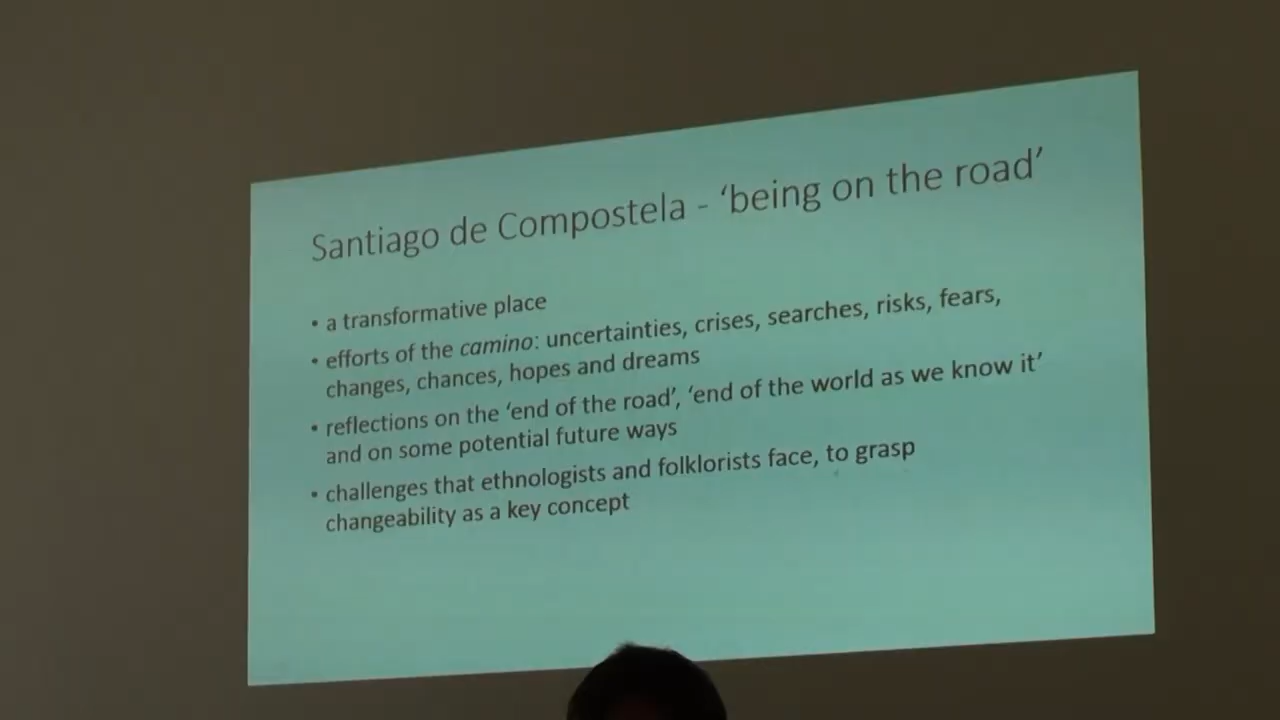 Santiago de Compostela - ‘being on the road’
• a transformative place
• efforts of the camino: uncertainties, crises, searches, risks, fears,
changes, chances, hopes and dreams
• reflections on the ‘end of the road’, ‘end of the world as we know it’
and on some potential future ways
• challenges that ethnologists and folklorists face, to grasp
changeability as a key concept